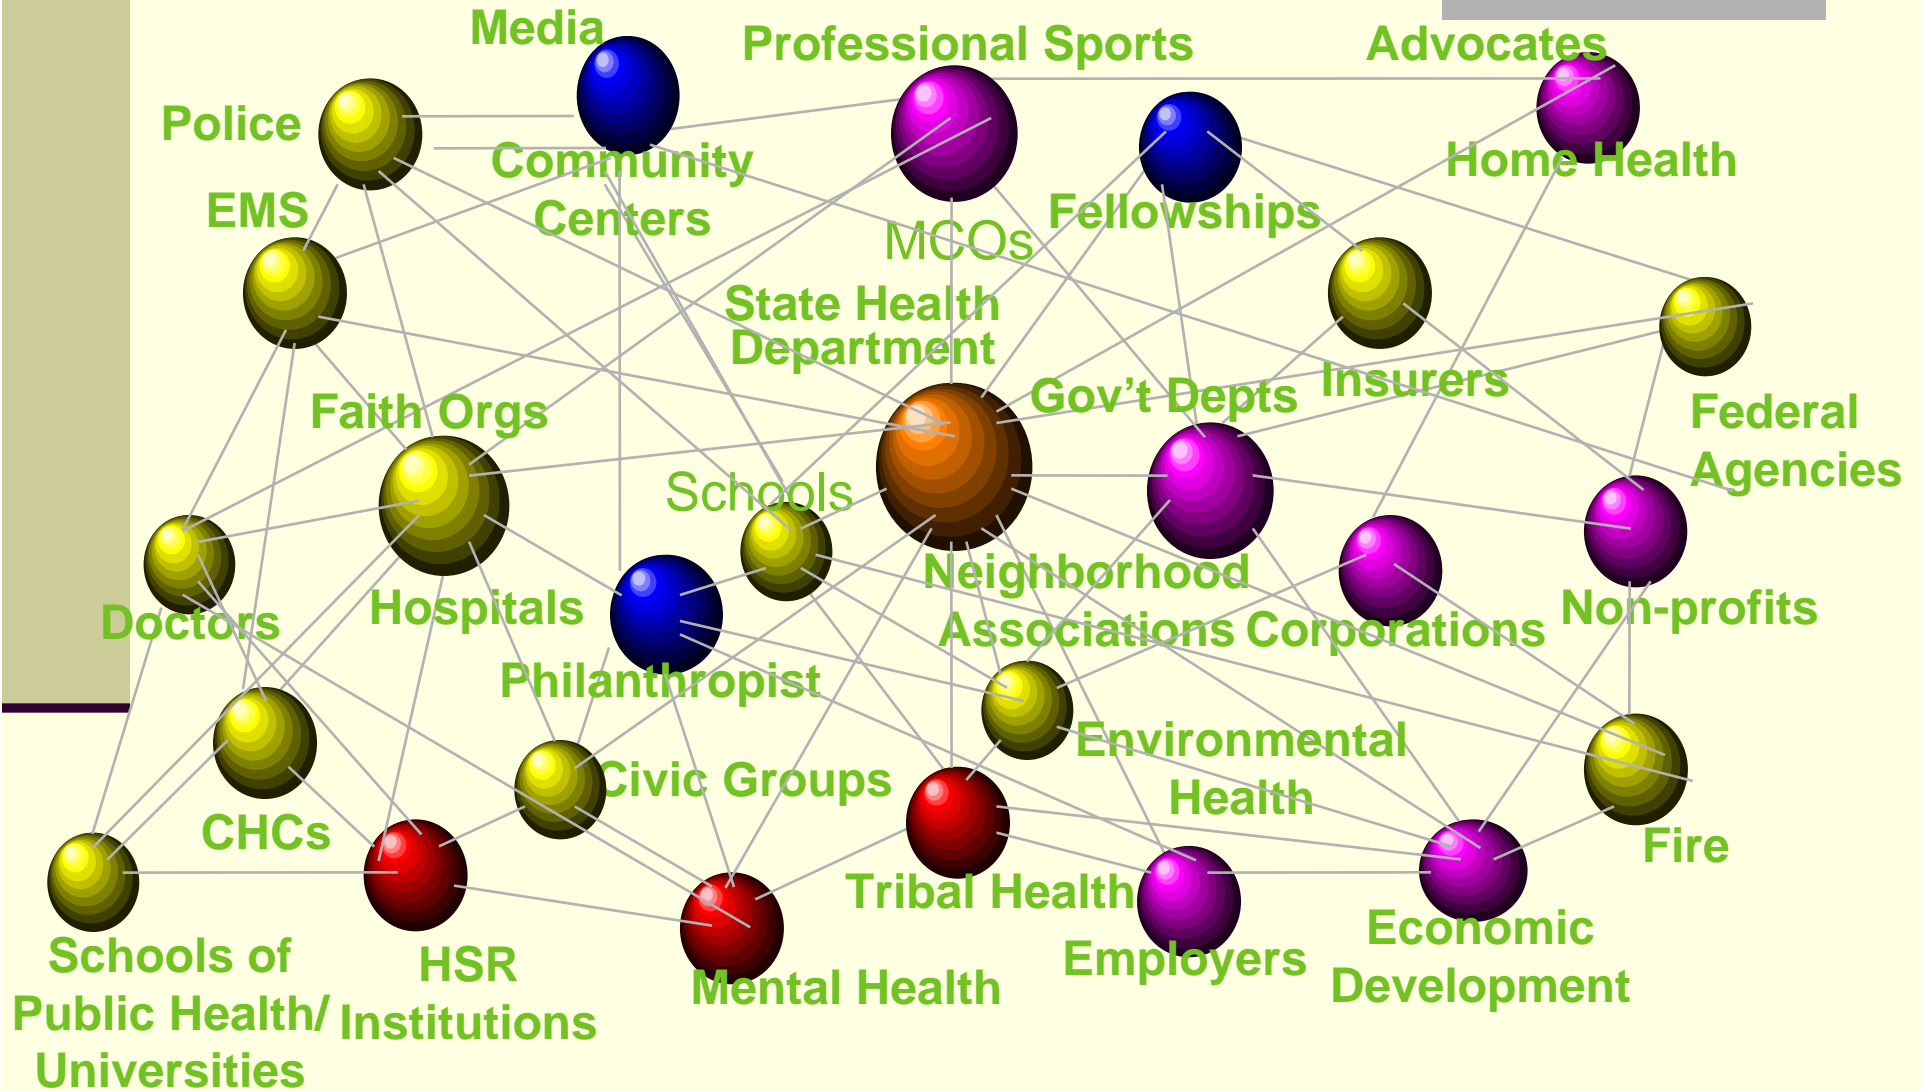 Media
Professional Sports
Advocates
Police
Community
Centers
Home Health
EMS
Fellowships
MCOs
State Health
Department
Faith Orgs
Gov’t Depts
Insurers
Federal
Agencies
Schools
Doctors
Hospitals
Neighborhood
Associations
Corporations
Non-profits
Philanthropist
Environmental
Health
CHCs
Civic Groups
Fire
Tribal Health
Employers
Economic
Development
Schools of
Public Health/
Universities
HSR
Institutions
Mental Health